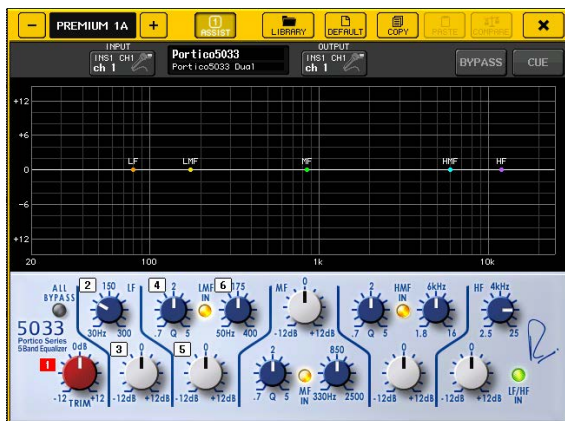 − PREMIUM 1A + 1 ASSIST LIBRARY DEFAULT COPY PASTE COMPARE ×
INPUT OUTPUT
INS1 CH1 ch 1 Portico5033 Portico5033 Dual INS1 CH1 ch 1 BYPASS CUE
+12
+6
LF LMF MF HMF HF
0
-6
+12
20 100 1k 10k
ALL BYPASS 2 150 LF 4 2 LMF IN 6 175 MF 0 2 HMF IN 6kHz HF 4kHz
30Hz 300 .7 Q 5 50Hz 400 -12dB +12dB .7 Q 5 1.8 16 2.5 25
5033
Portico Series
5Band Equalizer
1 0dB 3 0 5 0 2 850 0 0
-12 TRIM +12 -12dB +12dB -12dB +12dB .7 Q 5 MF IN 330Hz 2500 -12dB +12dB -12dB +12dB LF/HF IN